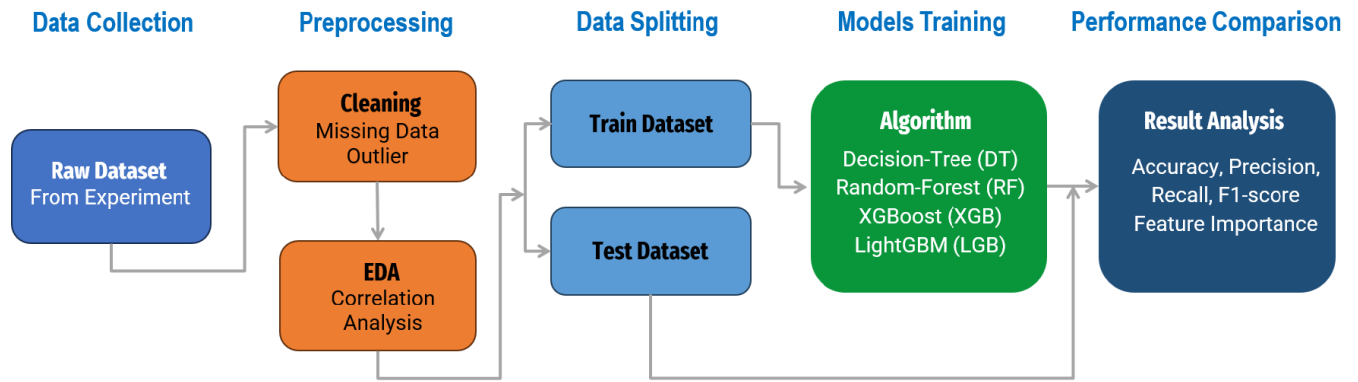 Data Collection
Preprocessing
Data Splitting
Models Training
Performance Comparison
Raw Dataset
From Experiment
Cleaning
Missing Data
Outlier
EDA
Correlation
Analysis
Train Dataset
Test Dataset
Algorithm
Decision-Tree (DT)
Random-Forest (RF)
XGBoost (XGB)
LightGBM (LGB)
Result Analysis
Accuracy, Precision,
Recall, F1-score
Feature Importance